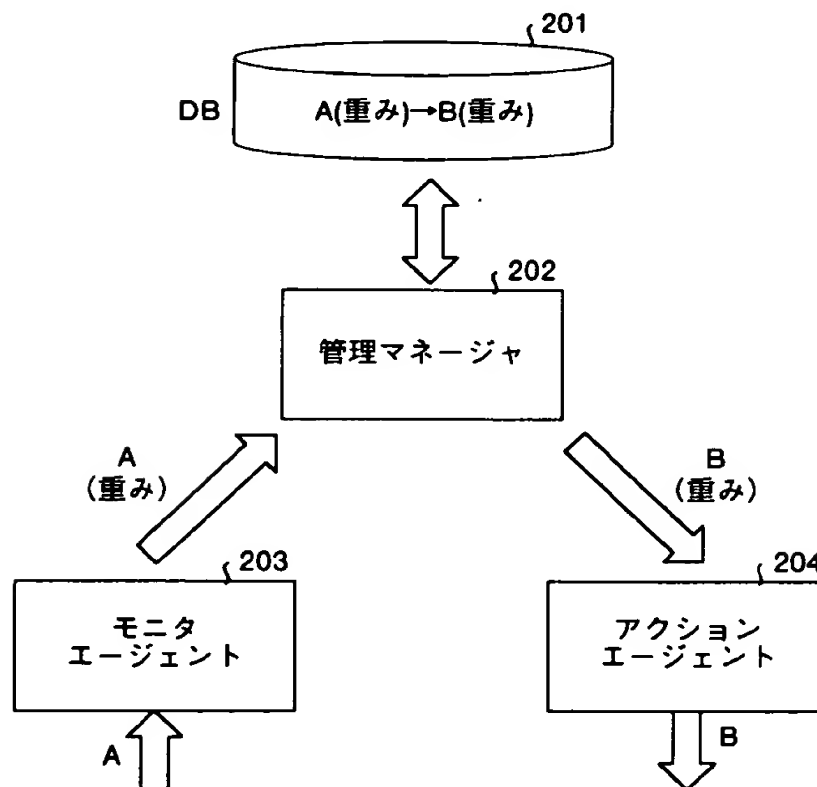 201
DB
A(重み)→B(重み)
202
管理マネージャ
A
(重み)
B
(重み)
203
モニタ
エージェント
204
アクション
エージェント
A
B